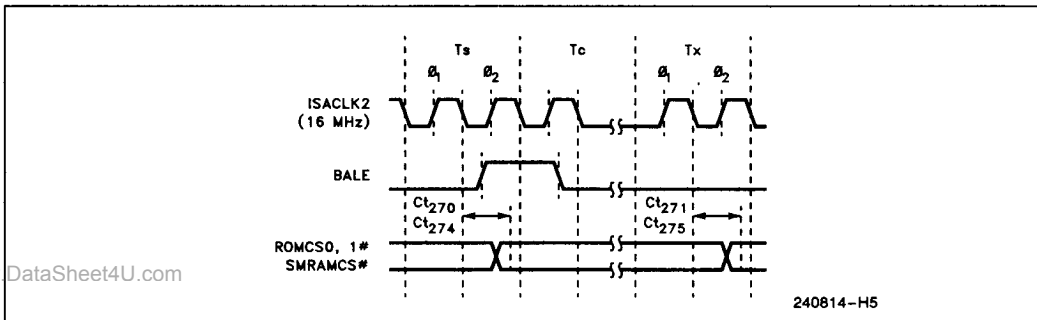 Ts Tc Tx
Ø1 Ø2 Ø1 Ø2
ISACLK2
(16 MHz)
BALE
Ct270 Ct271
Ct274 Ct275
ROMCS0, 1#
SMRAMCS#
DataSheet4U.com
240814-H5